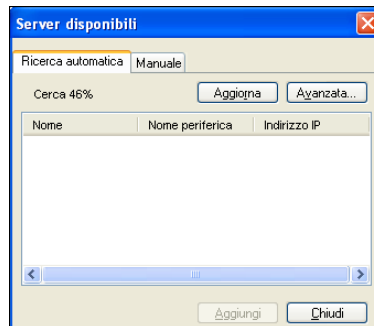 Server disponibili
Ricerca automatica Manuale
Cerca 46% Aggiorna Avanzata...
Nome Nome periferica Indirizzo IP
Aggiungi Chiudi